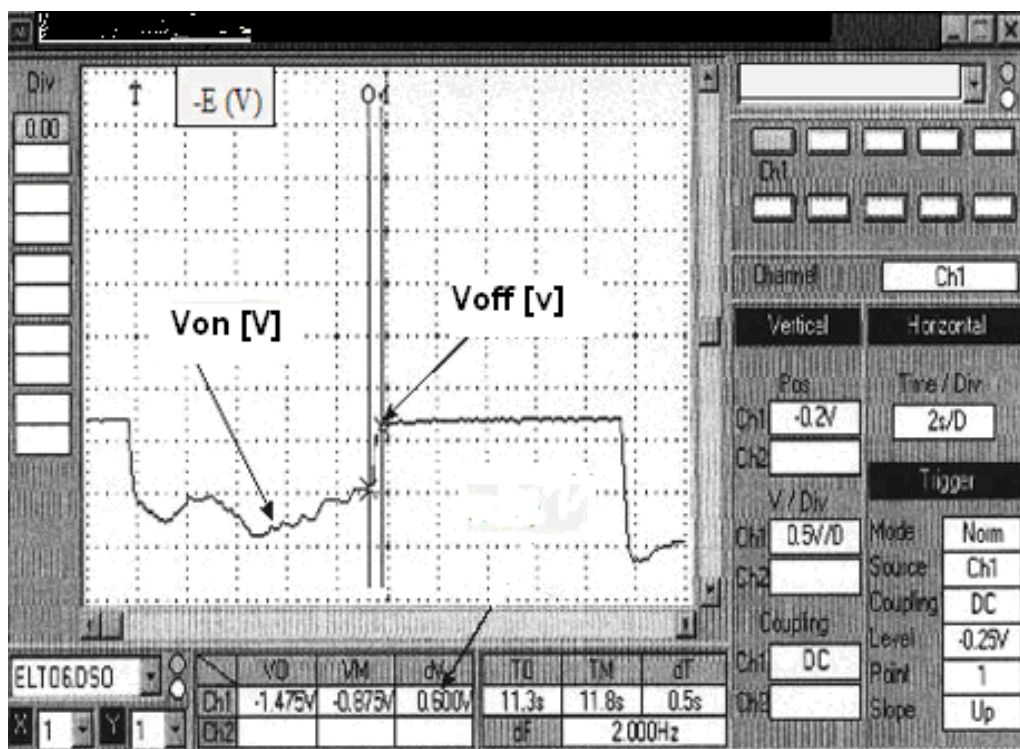 Div
0.00
T
-E (V)
Von [V]
Voff [v]
Ch1
Channel
Ch1
Vertical
Horizontal
Pos
Ch1
-0.2V
Ch2
V / Div
Ch1
0.5V/D
Ch2
Coupling
Ch1
DC
Ch2
Time / Div
2s/D
Trigger
Mode
Norm
Source
Ch1
Coupling
DC
Level
-0.25V
Point
1
Slope
Up
ELT06.DSO
X 1 Y 1
VO VM dV
Ch1 -1.475V -0.875V 0.600V
Ch2
TO TM dT
11.3s 11.8s 0.5s
dF 2.000Hz